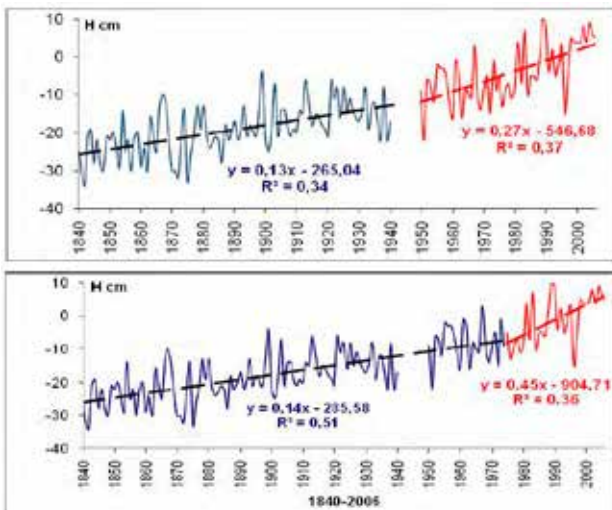 H cm
10
0
-10
-20
-30
-40
y = 0,13x - 265,04
R² = 0,34
y = 0,27x - 546,68
R² = 0,37
1840 1850 1860 1870 1880 1890 1900 1910 1920 1930 1940 1950 1960 1970 1980 1990 2000
H cm
10
0
-10
-20
-30
-40
y = 0,14x - 285,58
R² = 0,51
y = 0,45x - 904,71
R² = 0,36
1840 1850 1860 1870 1880 1890 1900 1910 1920 1930 1940 1950 1960 1970 1980 1990 2000
1840-2006